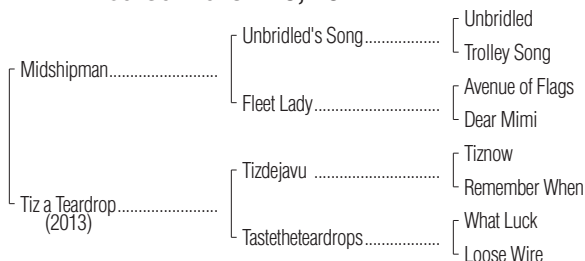 Unbridled
Unbridled's Song
Trolley Song
Midshipman
Avenue of Flags
Fleet Lady
Dear Mimi
Tiznow
Tizdejavu
Remember When
Tiz a Teardrop
(2013)
What Luck
Tastetheteardrops
Loose Wire